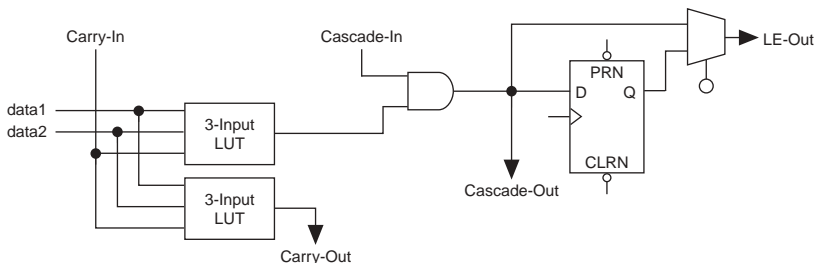 Carry-In
Cascade-In
LE-Out
PRN
data1
D
Q
data2
3-Input
LUT
CLRN
Cascade-Out
3-Input
LUT
Carry-Out